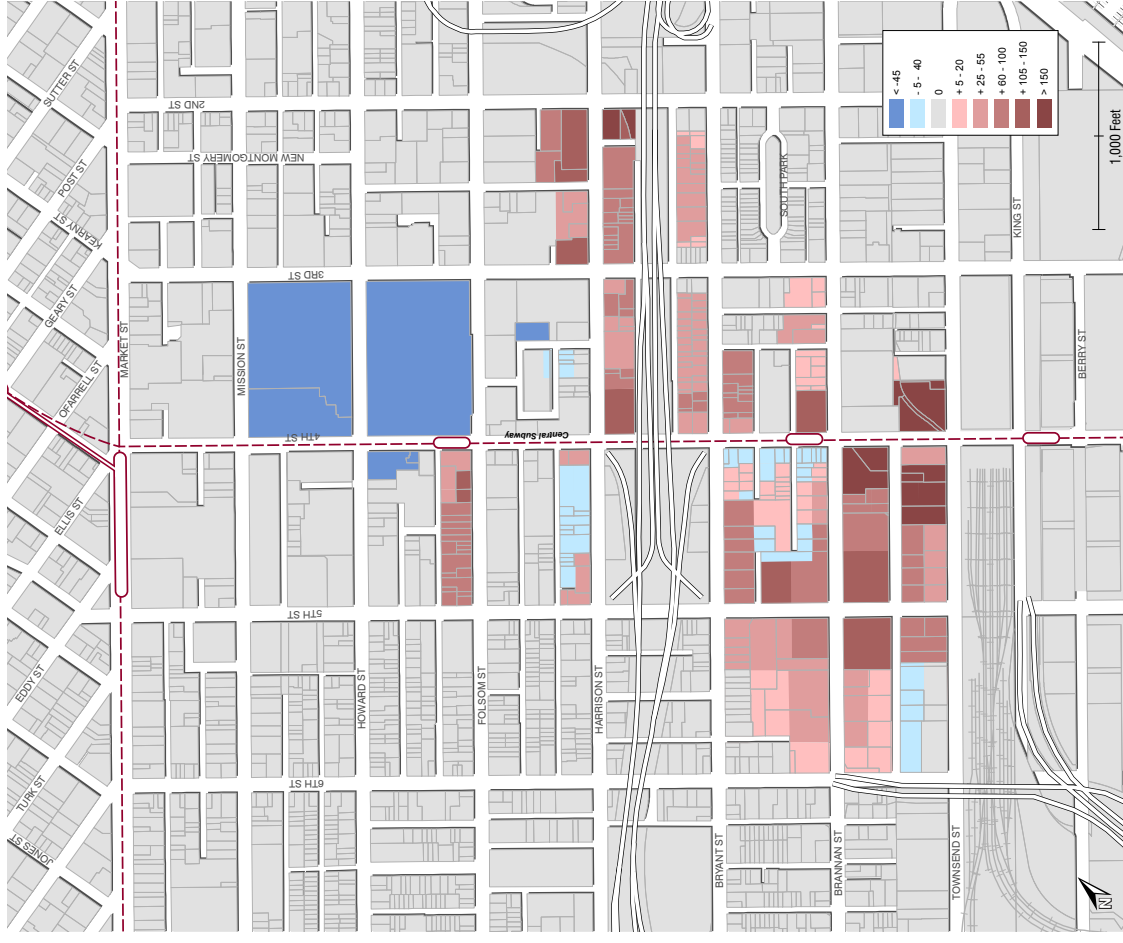 SUTTER ST
POST ST
KEARNY ST
GEARY ST
OFARRELL ST
ELLIS ST
EDDY ST
TURK ST
JONES ST
MARKET ST
MISSION ST
HOWARD ST
FOLSOM ST
HARRISON ST
BRYANT ST
BRANNAN ST
TOWNSEND ST
KING ST
BERRY ST
2ND ST
NEW MONTGOMERY ST
3RD ST
4TH ST
5TH ST
6TH ST
SOUTH PARK
Central Subway
< -45
- 5 - 40
0
+ 5 - 20
+ 25 - 55
+ 60 - 100
+ 105 - 150
> 150
1,000 Feet
N